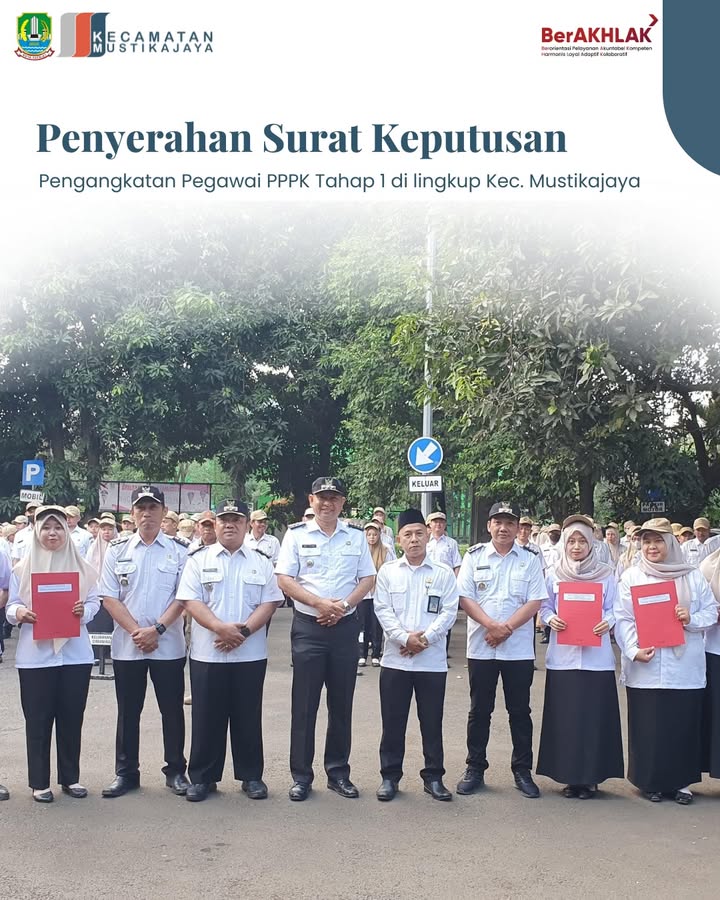 KECAMATAN
MUSTIKAJAYA
BerAKHLAK
Berorientasi Pelayanan Akuntabel Kompeten
Harmonis Loyal Adaptif Kolaboratif
Penyerahan Surat Keputusan
Pengangkatan Pegawai PPPK Tahap 1 di lingkup Kec. Mustikajaya
P
MOBIL
KELUAR